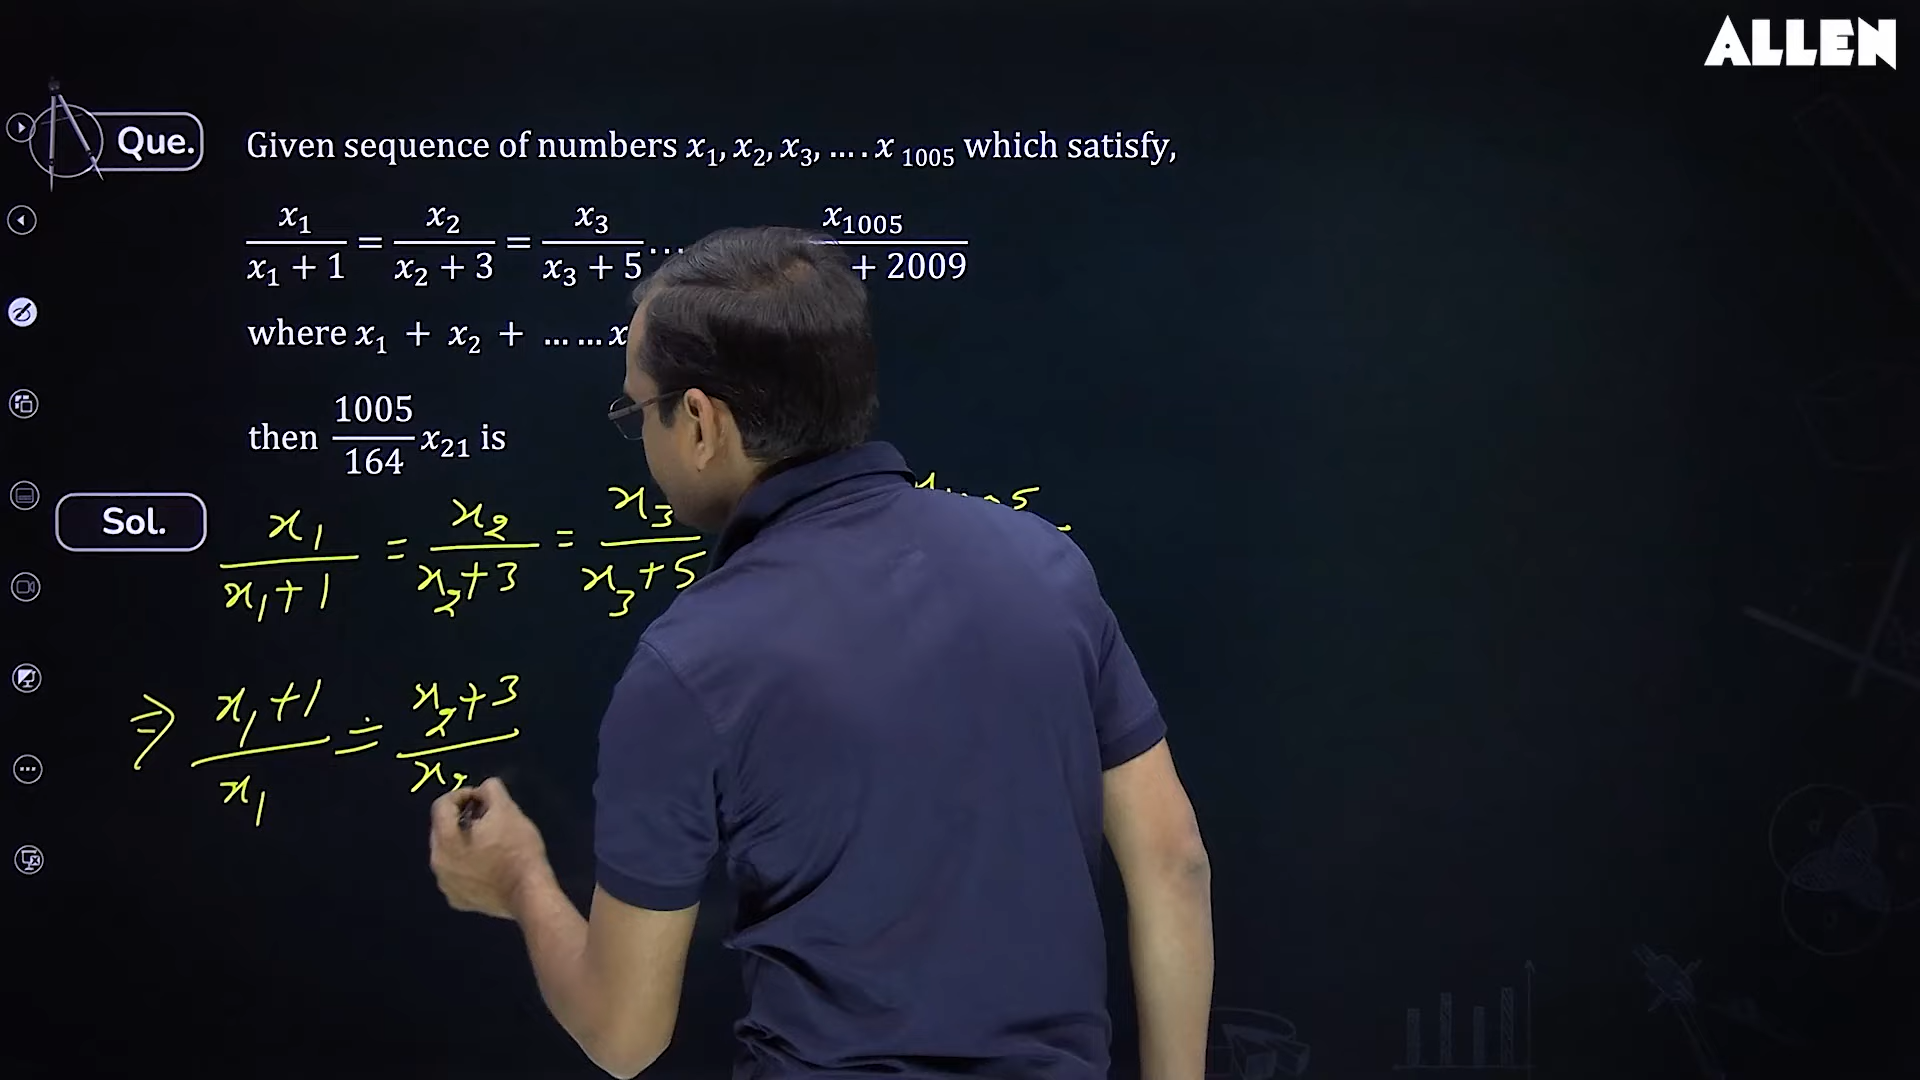 ALLEN
Que.
Given sequence of numbers x₁, x₂, x₃, ... . x ₁₀₀₅ which satisfy,
x₁/(x₁ + 1) = x₂/(x₂ + 3) = x₃/(x₃ + 5) ... x₁₀₀₅/( + 2009)
where x₁ + x₂ + ... ... x
then 1005/164 x₂₁ is
Sol.
x₁/(x₁+1) = x₂/(x₂+3) = x₃/(x₃+5)
⇒ (x₁+1)/x₁ = (x₂+3)/x₂